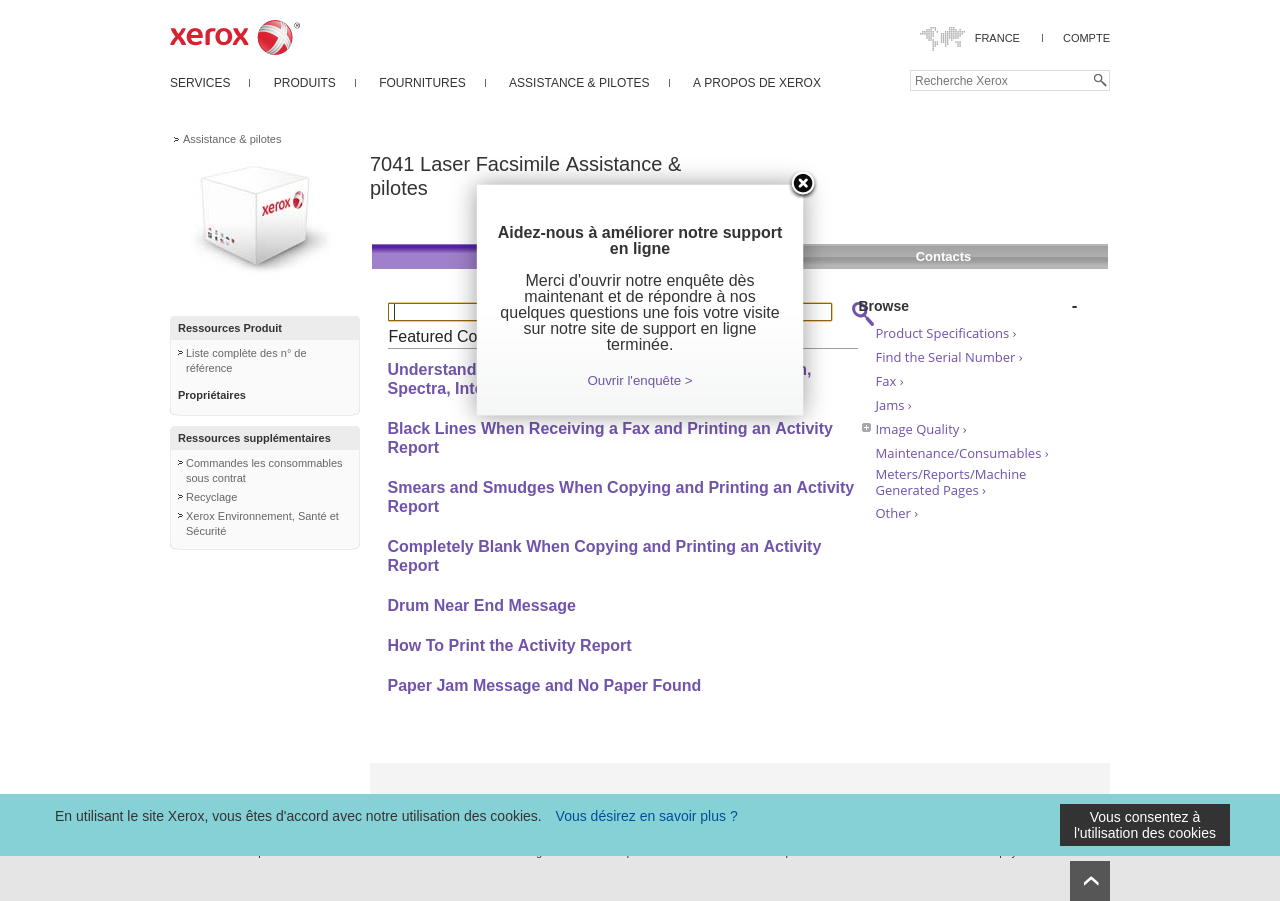 xerox ®
FRANCE
COMPTE
SERVICES
PRODUITS
FOURNITURES
ASSISTANCE & PILOTES
A PROPOS DE XEROX
Recherche Xerox
Assistance & pilotes
xerox
7041 Laser Facsimile Assistance &
pilotes
Contacts
Aidez-nous à améliorer notre support
en ligne
Merci d'ouvrir notre enquête dès
maintenant et de répondre à nos
quelques questions une fois votre visite
sur notre site de support en ligne
terminée.
Ouvrir l'enquête >
Ressources Produit
Liste complète des n° de
référence
Propriétaires
Ressources supplémentaires
Commandes les consommables
sous contrat
Recyclage
Xerox Environnement, Santé et
Sécurité
Featured
Spectra,
Black Lines When Receiving a Fax and Printing an Activity
Report
Smears and Smudges When Copying and Printing an Activity
Report
Completely Blank When Copying and Printing an Activity
Report
Drum Near End Message
How To Print the Activity Report
Paper Jam Message and No Paper Found
Browse -
Product Specifications ›
Find the Serial Number ›
Fax ›
Jams ›
Image Quality ›
Maintenance/Consumables ›
Meters/Reports/Machine
Generated Pages ›
Other ›
En utilisant le site Xerox, vous êtes d'accord avec notre utilisation des cookies. Vous désirez en savoir plus ?
Vous consentez à
l'utilisation des cookies